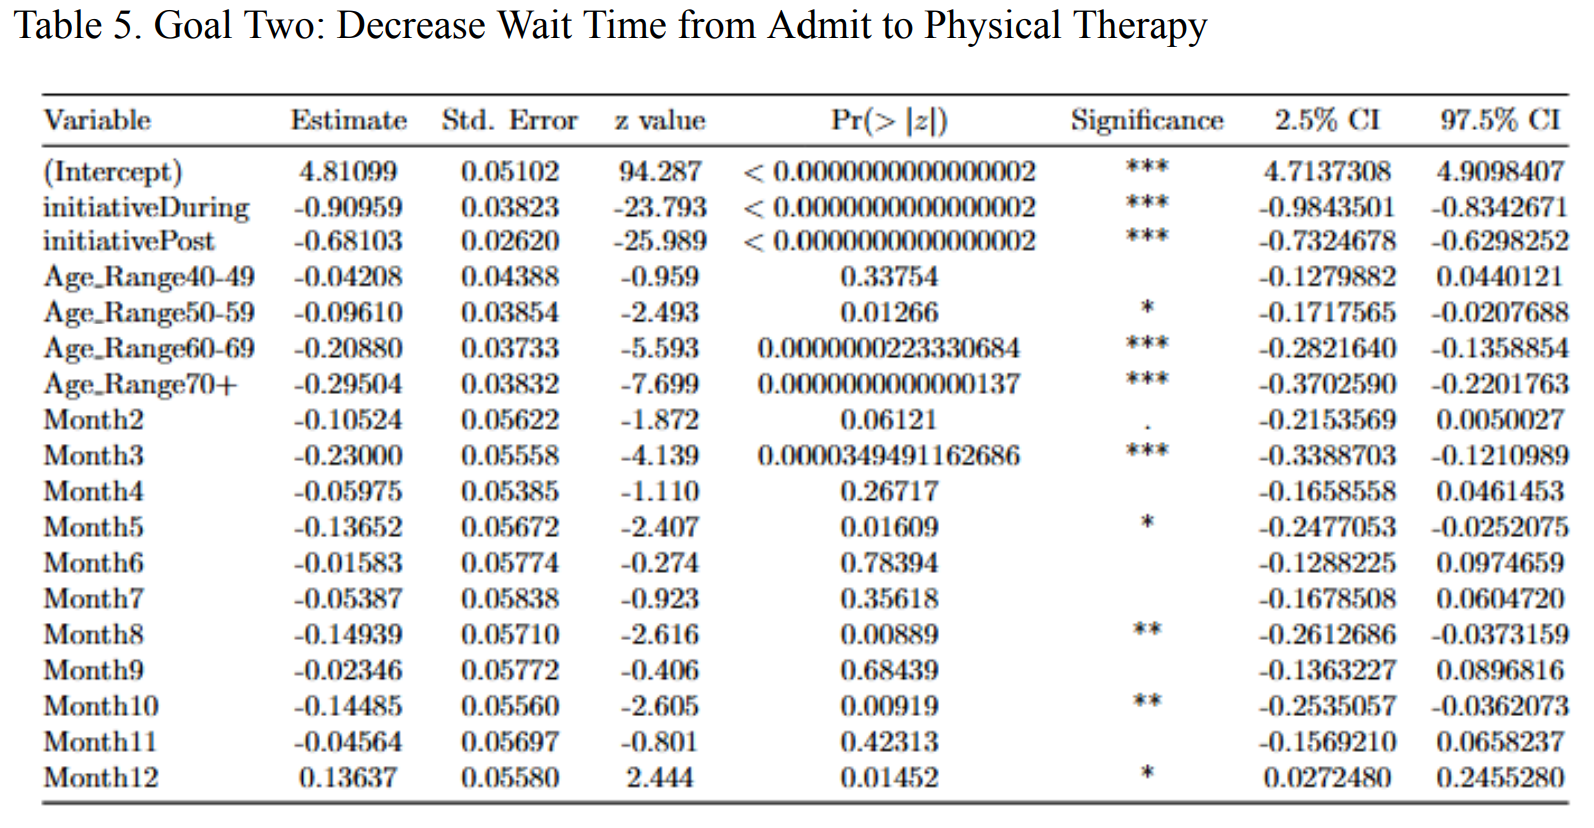 Table 5. Goal Two: Decrease Wait Time from Admit to Physical Therapy
Variable Estimate Std. Error z value Pr(> |z|) Significance 2.5% CI 97.5% CI
(Intercept) 4.81099 0.05102 94.287 < 0.0000000000000002 *** 4.7137308 4.9098407
initiativeDuring -0.90959 0.03823 -23.793 < 0.0000000000000002 *** -0.9843501 -0.8342671
initiativePost -0.68103 0.02620 -25.989 < 0.0000000000000002 *** -0.7324678 -0.6298252
Age_Range40-49 -0.04208 0.04388 -0.959 0.33754 -0.1279882 0.0440121
Age_Range50-59 -0.09610 0.03854 -2.493 0.01266 * -0.1717565 -0.0207688
Age_Range60-69 -0.20880 0.03733 -5.593 0.0000000223330684 *** -0.2821640 -0.1358854
Age_Range70+ -0.29504 0.03832 -7.699 0.0000000000000137 *** -0.3702590 -0.2201763
Month2 -0.10524 0.05622 -1.872 0.06121 . -0.2153569 0.0050027
Month3 -0.23000 0.05558 -4.139 0.0000349491162686 *** -0.3388703 -0.1210989
Month4 -0.05975 0.05385 -1.110 0.26717 -0.1658558 0.0461453
Month5 -0.13652 0.05672 -2.407 0.01609 * -0.2477053 -0.0252075
Month6 -0.01583 0.05774 -0.274 0.78394 -0.1288225 0.0974659
Month7 -0.05387 0.05838 -0.923 0.35618 -0.1678508 0.0604720
Month8 -0.14939 0.05710 -2.616 0.00889 ** -0.2612686 -0.0373159
Month9 -0.02346 0.05772 -0.406 0.68439 -0.1363227 0.0896816
Month10 -0.14485 0.05560 -2.605 0.00919 ** -0.2535057 -0.0362073
Month11 -0.04564 0.05697 -0.801 0.42313 -0.1569210 0.0658237
Month12 0.13637 0.05580 2.444 0.01452 * 0.0272480 0.2455280